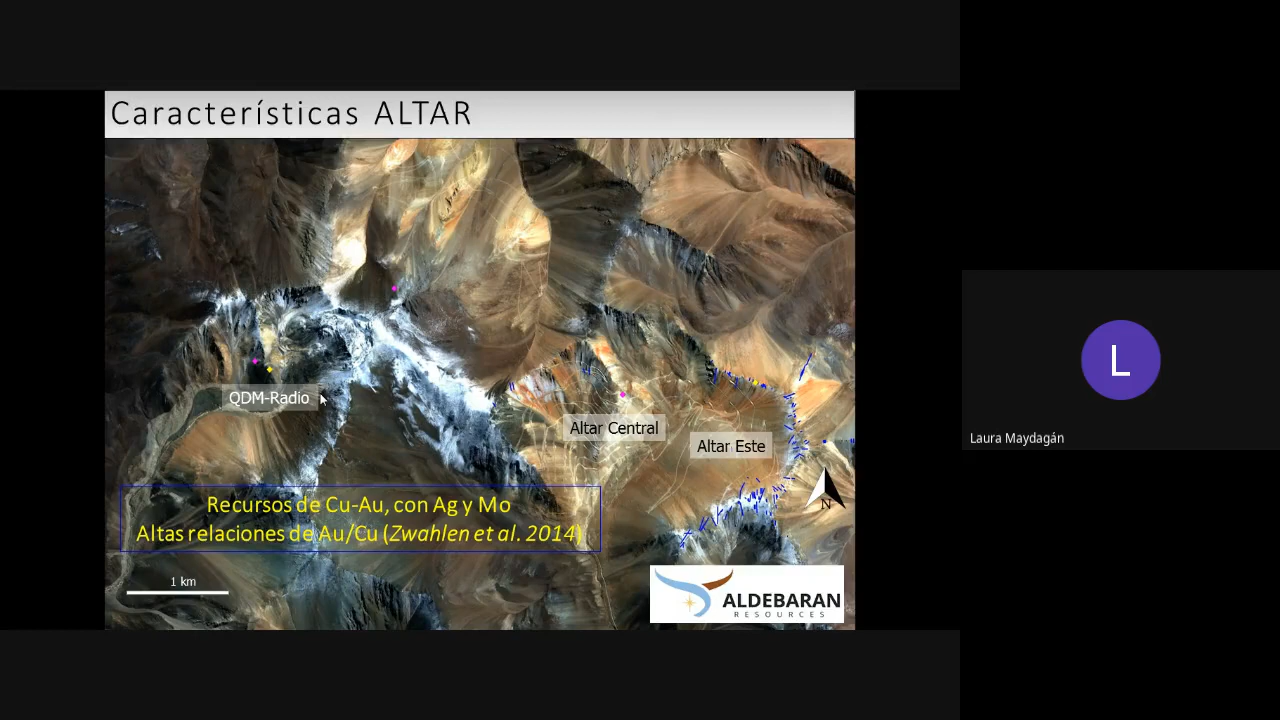 Características ALTAR
QDM-Radio
Altar Central
Altar Este
N
Recursos de Cu-Au, con Ag y Mo
Altas relaciones de Au/Cu (Zwahlen et al. 2014)
1 km
ALDEBARAN
RESOURCES
L
Laura Maydagán